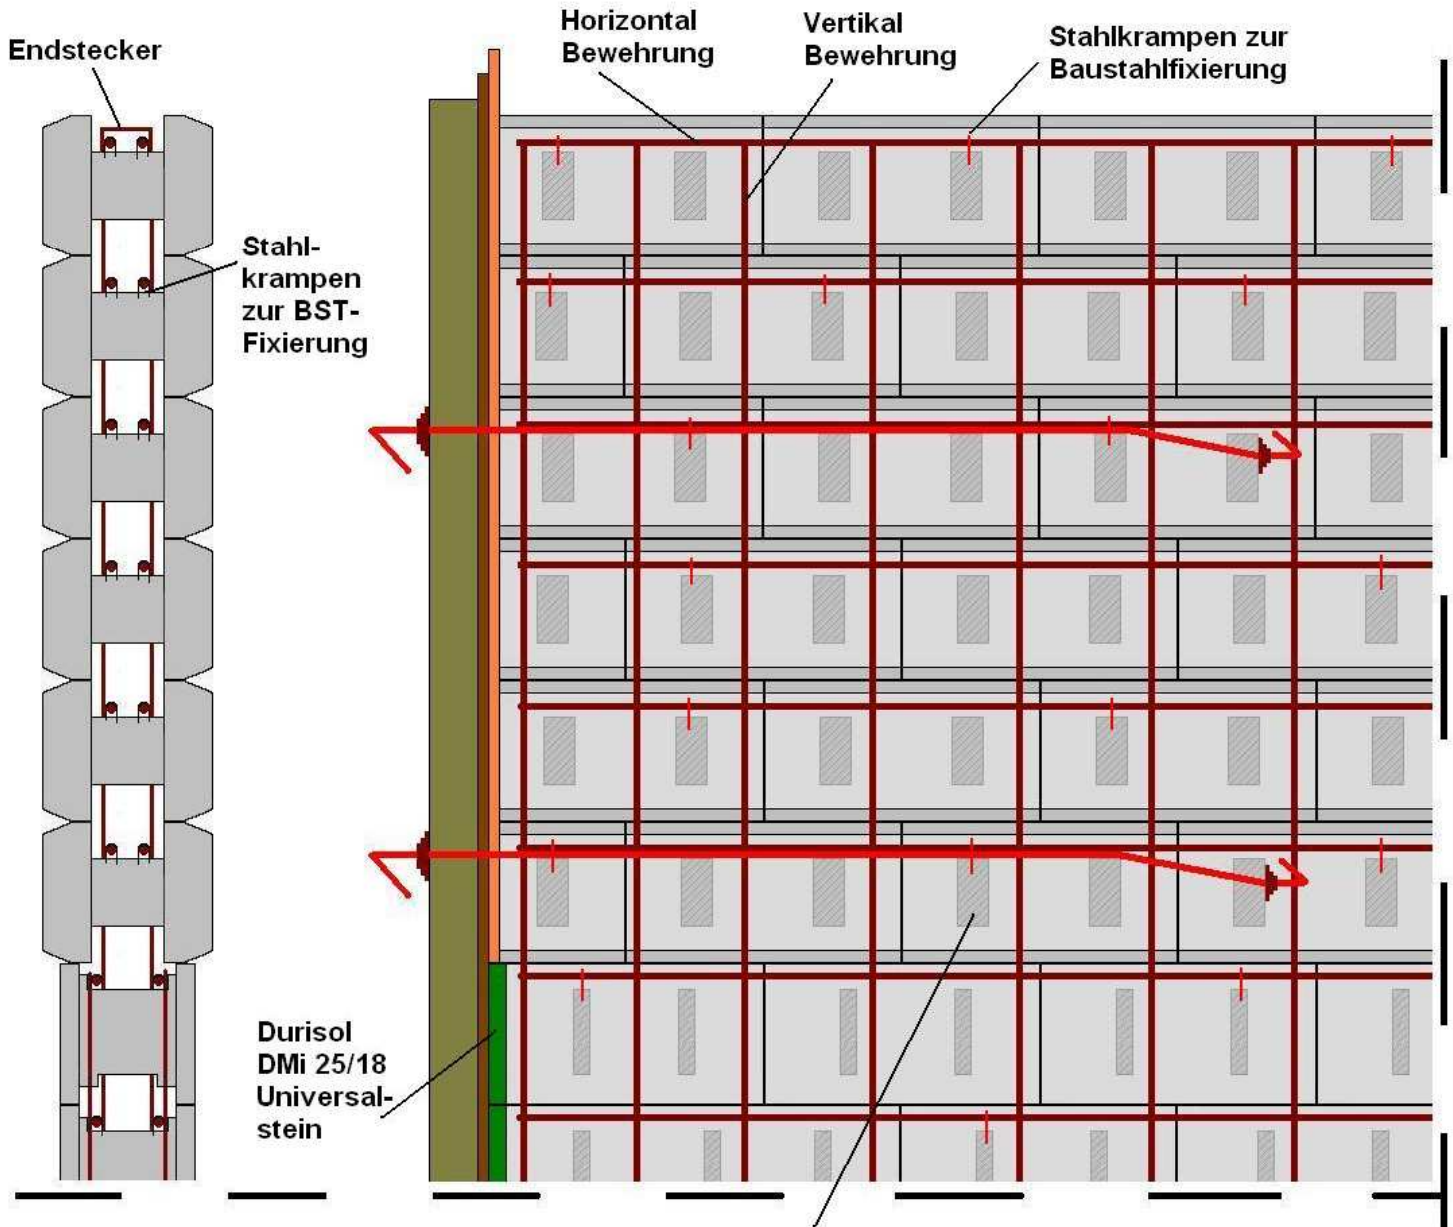 Endstecker
Horizontal
Bewehrung
Vertikal
Bewehrung
Stahlkrampen zur
Baustahlfixierung
Stahl-
krampen
zur BST-
Fixierung
Durisol
DMi 25/18
Universal-
stein